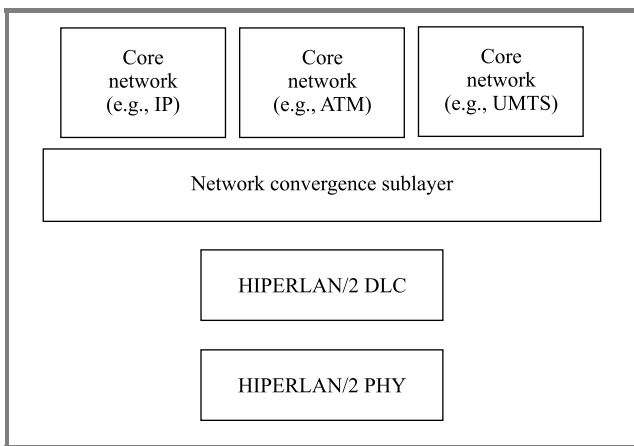 Core
network
(e.g., IP)
Core
network
(e.g., ATM)
Core
network
(e.g., UMTS)
Network convergence sublayer
HIPERLAN/2 DLC
HIPERLAN/2 PHY